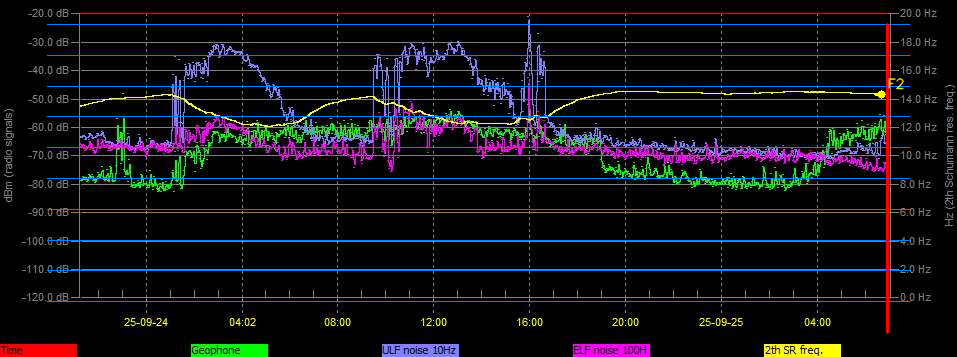 -20.0 dB 20.0 Hz
-30.0 dB 18.0 Hz
-40.0 dB 16.0 Hz
F2
-50.0 dB 14.0 Hz
-60.0 dB 12.0 Hz
-70.0 dB 10.0 Hz
-80.0 dB 8.0 Hz
-90.0 dB 6.0 Hz
-100.0 dB 4.0 Hz
-110.0 dB 2.0 Hz
-120.0 dB 0.0 Hz
dBm (radio signals)
Hz (2th Schumann res. freq.)
25-09-24 04:02 08:00 12:00 16:00 20:00 25-09-25 04:00
Time Geophone ULF noise 10Hz ELF noise 100H 2th SR freq.